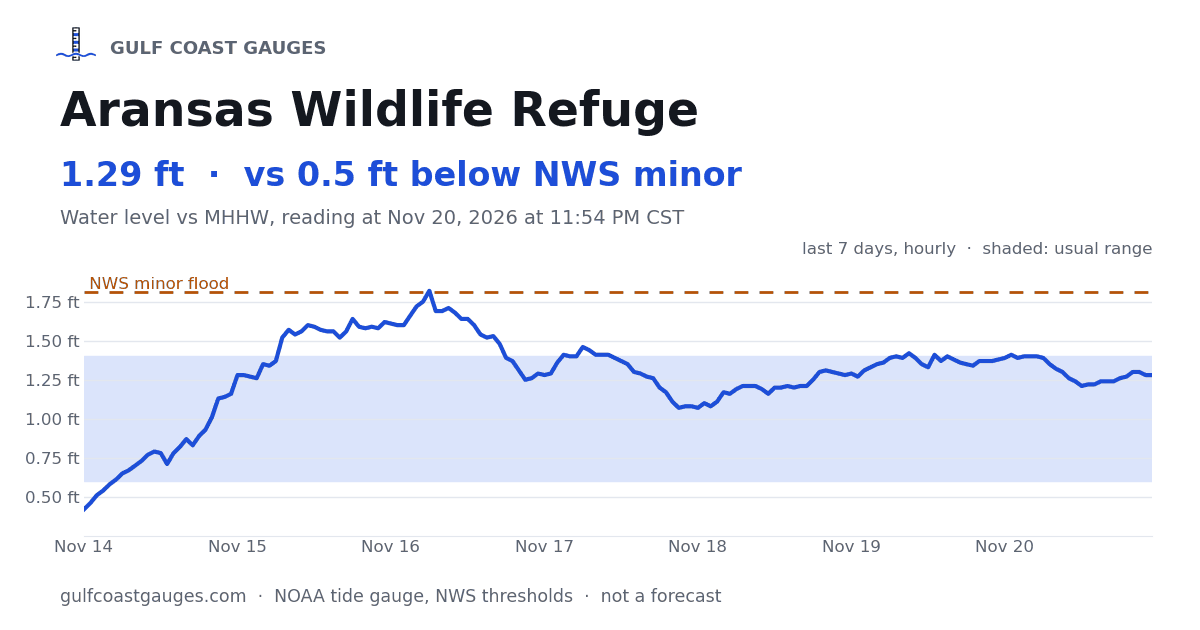 GULF COAST GAUGES
Aransas Wildlife Refuge
1.29 ft · vs 0.5 ft below NWS minor
Water level vs MHHW, reading at Nov 20, 2026 at 11:54 PM CST
last 7 days, hourly · shaded: usual range
NWS minor flood
1.75 ft
1.50 ft
1.25 ft
1.00 ft
0.75 ft
0.50 ft
Nov 14 Nov 15 Nov 16 Nov 17 Nov 18 Nov 19 Nov 20
gulfcoastgauges.com · NOAA tide gauge, NWS thresholds · not a forecast